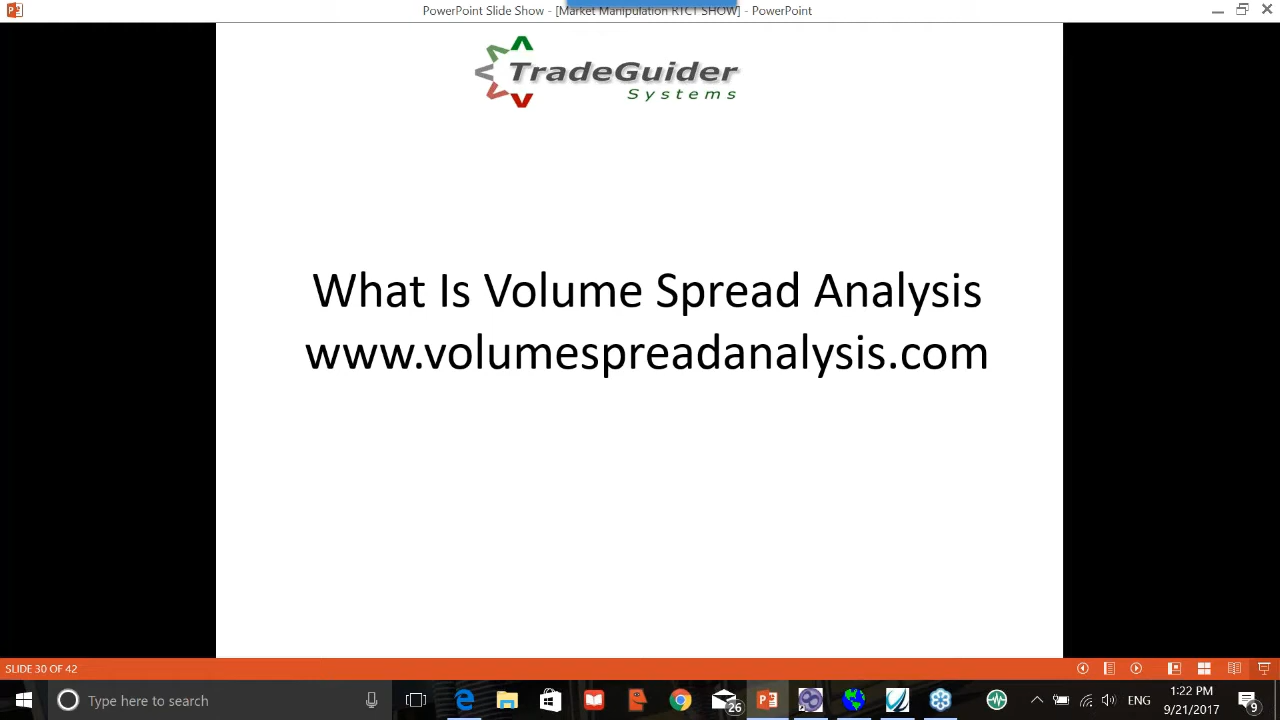 PowerPoint Slide Show - [Market Manipulation RTCT SHOW] - PowerPoint
TradeGuider
Systems
What Is Volume Spread Analysis
www.volumespreadanalysis.com
SLIDE 30 OF 42
Type here to search
26
ENG
:22 PM
9/21/2017
9